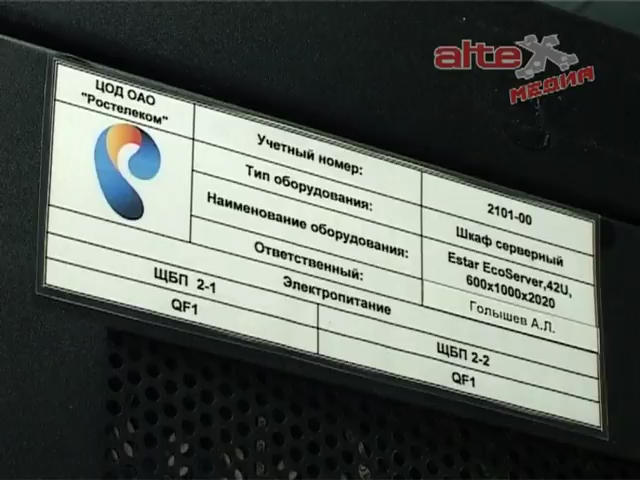 alteX
МЕДИА
ЦОД ОАО
"Ростелеком"
Учетный номер:
2101-00
Тип оборудования:
Шкаф серверный
Наименование оборудования:
Estar EcoServer,42U,
600х1000х2020
Ответственный:
Голышев А.Л.
Электропитание
ЩБП 2-1
ЩБП 2-2
QF1
QF1